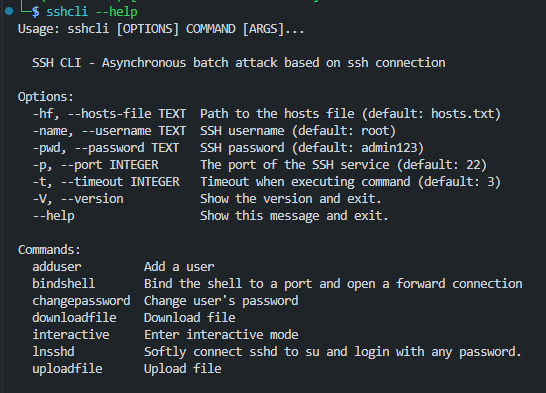 └─$ sshcli --help
Usage: sshcli [OPTIONS] COMMAND [ARGS]...
SSH CLI - Asynchronous batch attack based on ssh connection
Options:
-hf, --hosts-file TEXT  Path to the hosts file (default: hosts.txt)
-name, --username TEXT  SSH username (default: root)
-pwd, --password TEXT   SSH password (default: admin123)
-p, --port INTEGER      The port of the SSH service (default: 22)
-t, --timeout INTEGER   Timeout when executing command (default: 3)
-V, --version           Show the version and exit.
--help                  Show this message and exit.
Commands:
adduser         Add a user
bindshell       Bind the shell to a port and open a forward connection
changepassword  Change user's password
downloadfile    Download file
interactive     Enter interactive mode
lnsshd          Softly connect sshd to su and login with any password.
uploadfile      Upload file